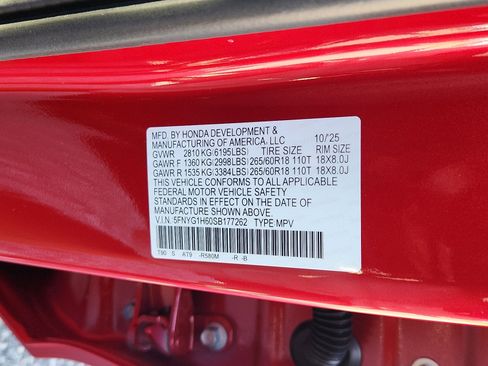 MFD. BY HONDA DEVELOPMENT &
MANUFACTURING OF AMERICA, LLC 10/'25
GVWR 2810 KG (6195LBS) TIRE SIZE RIM SIZE
GAWR F 1360 KG (2998LBS) 265/60R18 110T 18X8.0J
GAWR R 1535 KG (3384LBS) 265/60R18 110T 18X8.0J
THIS VEHICLE CONFORMS TO ALL APPLICABLE
FEDERAL MOTOR VEHICLE SAFETY
STANDARDS IN EFFECT ON THE DATE OF
MANUFACTURE SHOWN ABOVE.
V.I.N. 5FNYG1H60SB177262 TYPE:MPV
T90 S AT9 -R580M -R -B